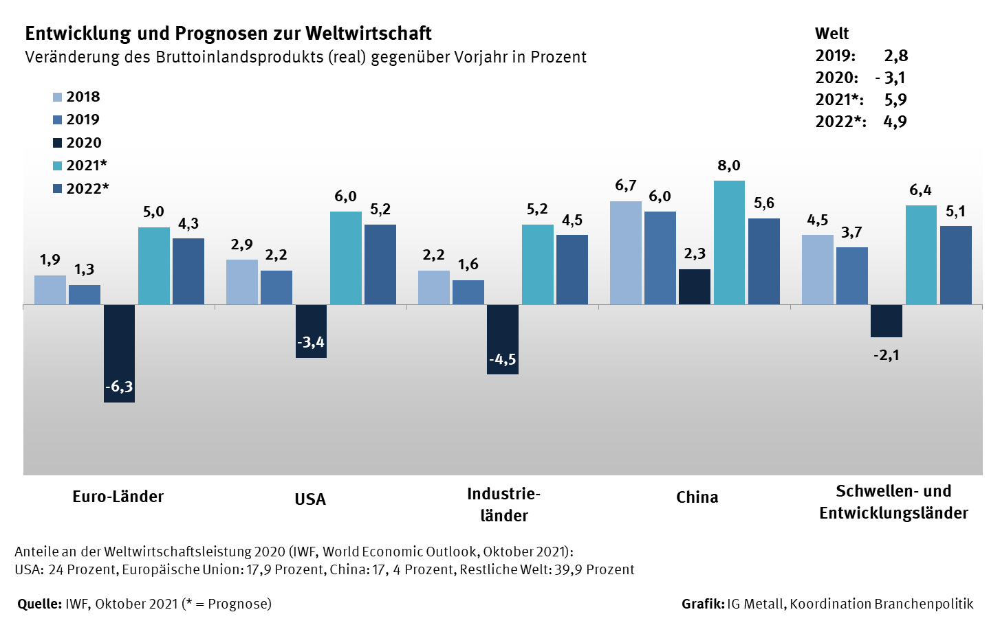 Entwicklung und Prognosen zur Weltwirtschaft
Veränderung des Bruttoinlandsprodukts (real) gegenüber Vorjahr in Prozent
Welt
2019: 2,8
2020: - 3,1
2021*: 5,9
2022*: 4,9
2018
2019
2020
2021*
2022*
1,9
1,3
-6,3
5,0
4,3
2,9
2,2
-3,4
6,0
5,2
2,2
1,6
-4,5
5,2
4,5
6,7
6,0
2,3
8,0
5,6
4,5
3,7
-2,1
6,4
5,1
Euro-Länder
USA
Industrie-
länder
China
Schwellen- und
Entwicklungsländer
Anteile an der Weltwirtschaftsleistung 2020 (IWF, World Economic Outlook, Oktober 2021):
USA: 24 Prozent, Europäische Union: 17,9 Prozent, China: 17, 4 Prozent, Restliche Welt: 39,9 Prozent
Quelle: IWF, Oktober 2021 (* = Prognose)
Grafik: IG Metall, Koordination Branchenpolitik